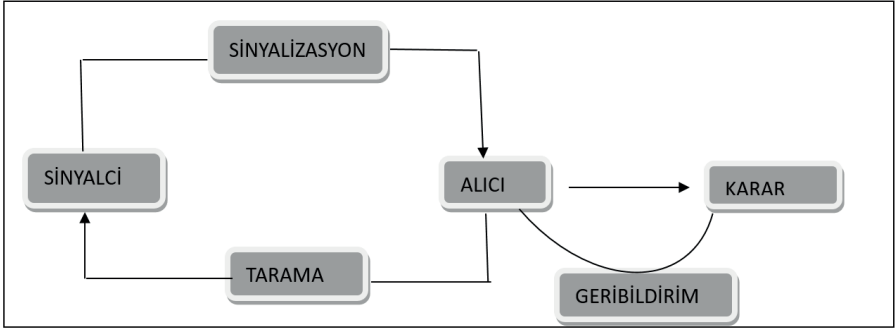 SİNYALİZASYON
SİNYALCİ
ALICI
KARAR
TARAMA
GERİBİLDİRİM